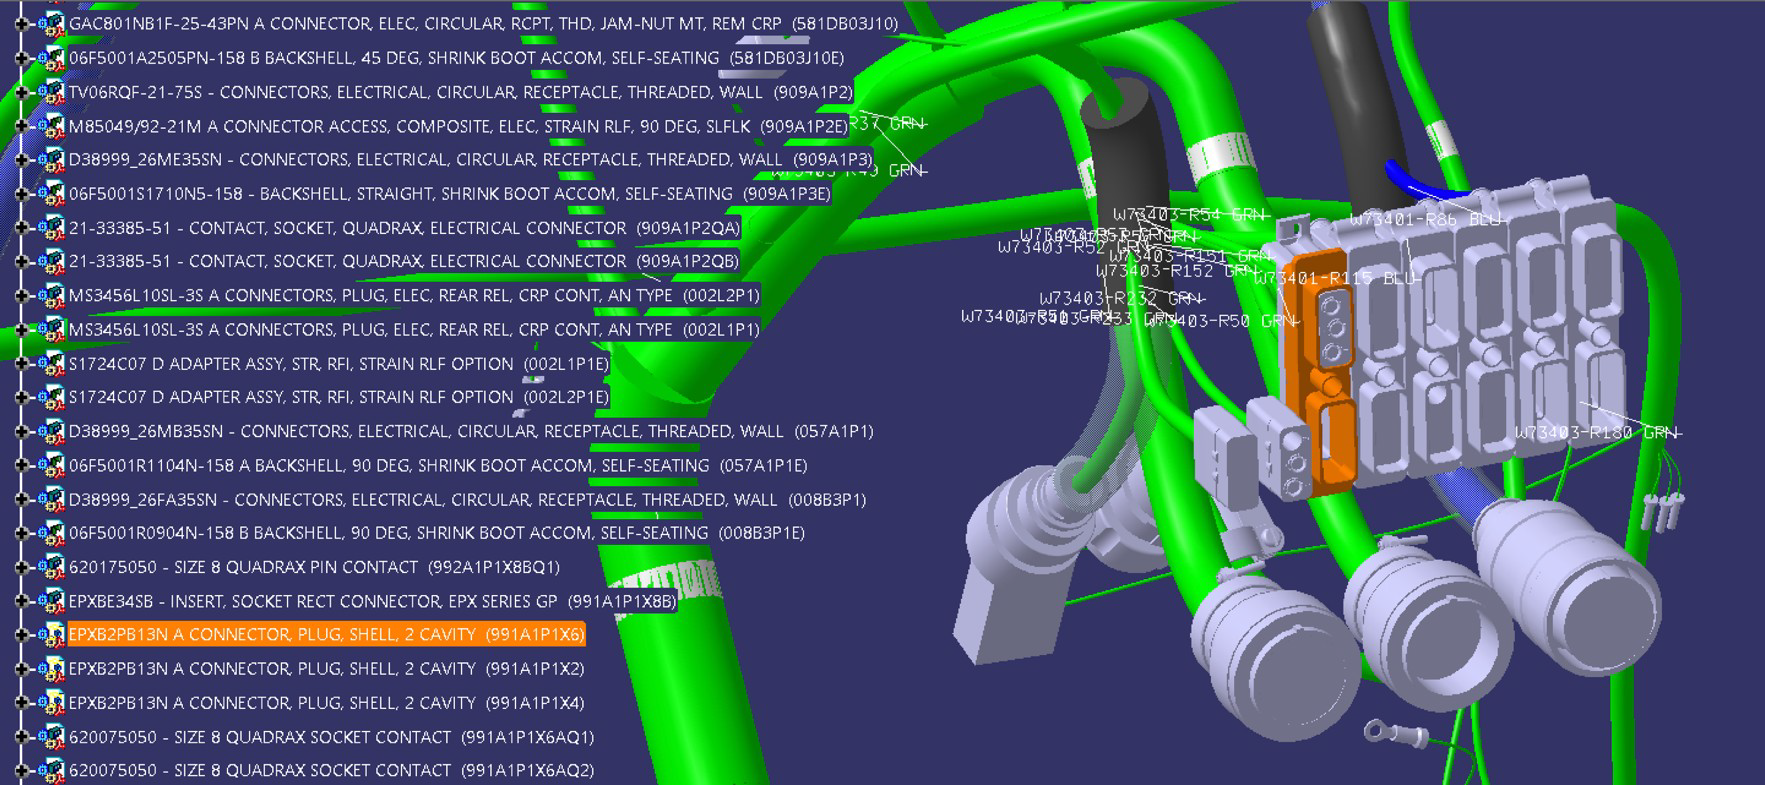 GAC801NB1F-25-43PN A CONNECTOR, ELEC, CIRCULAR, RCPT, THD, JAM-NUT MT, REM CRP (581DB03J10)
06F5001A2505PN-158 B BACKSHELL, 45 DEG, SHRINK BOOT ACCOM, SELF-SEATING (581DB03J10E)
TV06RQF-21-75S - CONNECTORS, ELECTRICAL, CIRCULAR, RECEPTACLE, THREADED, WALL (909A1P2)
M85049/92-21M A CONNECTOR ACCESS, COMPOSITE, ELEC, STRAIN RLF, 90 DEG, SLFLK (909A1P2E)
D38999_26ME35SN - CONNECTORS, ELECTRICAL, CIRCULAR, RECEPTACLE, THREADED, WALL (909A1P3)
06F5001S1710N5-158 - BACKSHELL, STRAIGHT, SHRINK BOOT ACCOM, SELF-SEATING (909A1P3E)
21-33385-51 - CONTACT, SOCKET, QUADRAX, ELECTRICAL CONNECTOR (909A1P2QA)
21-33385-51 - CONTACT, SOCKET, QUADRAX, ELECTRICAL CONNECTOR (909A1P2QB)
MS3456L10SL-3S A CONNECTORS, PLUG, ELEC, REAR REL, CRP CONT, AN TYPE (002L2P1)
MS3456L10SL-3S A CONNECTORS, PLUG, ELEC, REAR REL, CRP CONT, AN TYPE (002L1P1)
S1724C07 D ADAPTER ASSY, STR, RFI, STRAIN RLF OPTION (002L1P1E)
S1724C07 D ADAPTER ASSY, STR, RFI, STRAIN RLF OPTION (002L2P1E)
D38999_26MB35SN - CONNECTORS, ELECTRICAL, CIRCULAR, RECEPTACLE, THREADED, WALL (057A1P1)
06F5001R1104N-158 A BACKSHELL, 90 DEG, SHRINK BOOT ACCOM, SELF-SEATING (057A1P1E)
D38999_26FA35SN - CONNECTORS, ELECTRICAL, CIRCULAR, RECEPTACLE, THREADED, WALL (008B3P1)
06F5001R0904N-158 B BACKSHELL, 90 DEG, SHRINK BOOT ACCOM, SELF-SEATING (008B3P1E)
620175050 - SIZE 8 QUADRAX PIN CONTACT (992A1P1X8BQ1)
EPXBE34SB - INSERT, SOCKET RECT CONNECTOR, EPX SERIES GP (991A1P1X8B)
EPXB2PB13N A CONNECTOR, PLUG, SHELL, 2 CAVITY (991A1P1X6)
EPXB2PB13N A CONNECTOR, PLUG, SHELL, 2 CAVITY (991A1P1X2)
EPXB2PB13N A CONNECTOR, PLUG, SHELL, 2 CAVITY (991A1P1X4)
620075050 - SIZE 8 QUADRAX SOCKET CONTACT (991A1P1X6AQ1)
620075050 - SIZE 8 QUADRAX SOCKET CONTACT (991A1P1X6AQ2)
R37 GRN
GRN
W73403-R54 GRN
W73401-R86 BLU
W73403-R151 GRN
W73403-R152 GRN
W73401-R115 BLU
W73403-R232 GRN
W73403-R50 GRN
W73403-R180 GRN